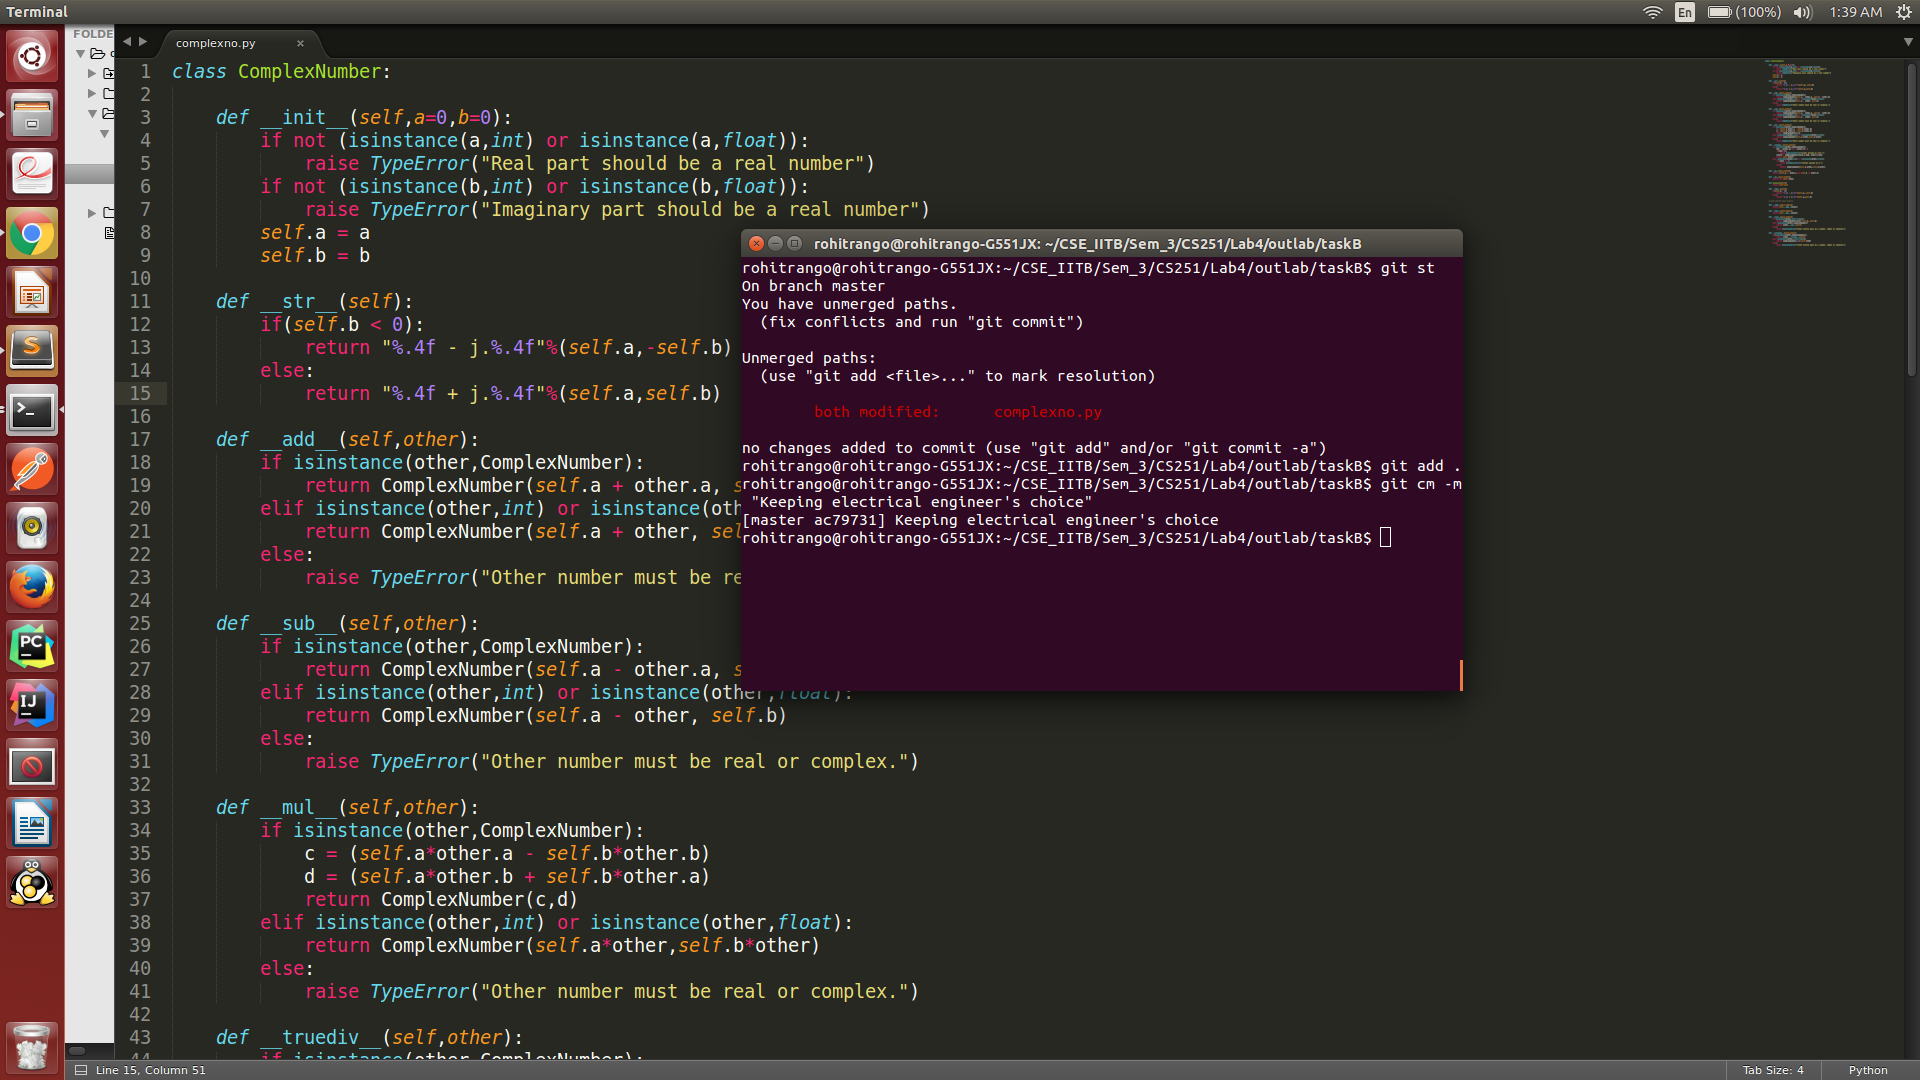 Terminal
En
(100%)
1:39 AM
FOLDE
complexno.py
1 class ComplexNumber:
2
3 def __init__(self,a=0,b=0):
4 if not (isinstance(a,int) or isinstance(a,float)):
5 raise TypeError("Real part should be a real number")
6 if not (isinstance(b,int) or isinstance(b,float)):
7 raise TypeError("Imaginary part should be a real number")
8 self.a = a
9 self.b = b
10
11 def __str__(self):
12 if(self.b < 0):
13 return "%.4f - j.%.4f"%(self.a,-self.b)
14 else:
15 return "%.4f + j.%.4f"%(self.a,self.b)
16
17 def __add__(self,other):
18 if isinstance(other,ComplexNumber):
19 return ComplexNumber(self.a + other.a, s
20 elif isinstance(other,int) or isinstance(oth
21 return ComplexNumber(self.a + other, sel
22 else:
23 raise TypeError("Other number must be re
24
25 def __sub__(self,other):
26 if isinstance(other,ComplexNumber):
27 return ComplexNumber(self.a - other.a, s
28 elif isinstance(other,int) or isinstance(other,float):
29 return ComplexNumber(self.a - other, self.b)
30 else:
31 raise TypeError("Other number must be real or complex.")
32
33 def __mul__(self,other):
34 if isinstance(other,ComplexNumber):
35 c = (self.a*other.a - self.b*other.b)
36 d = (self.a*other.b + self.b*other.a)
37 return ComplexNumber(c,d)
38 elif isinstance(other,int) or isinstance(other,float):
39 return ComplexNumber(self.a*other,self.b*other)
40 else:
41 raise TypeError("Other number must be real or complex.")
42
43 def __truediv__(self,other):
44 if isinstance(other,ComplexNumber):
rohitrango@rohitrango-G551JX: ~/CSE_IITB/Sem_3/CS251/Lab4/outlab/taskB
rohitrango@rohitrango-G551JX:~/CSE_IITB/Sem_3/CS251/Lab4/outlab/taskB$ git st
On branch master
You have unmerged paths.
(fix conflicts and run "git commit")
Unmerged paths:
(use "git add <file>..." to mark resolution)
both modified: complexno.py
no changes added to commit (use "git add" and/or "git commit -a")
rohitrango@rohitrango-G551JX:~/CSE_IITB/Sem_3/CS251/Lab4/outlab/taskB$ git add .
rohitrango@rohitrango-G551JX:~/CSE_IITB/Sem_3/CS251/Lab4/outlab/taskB$ git cm -m
"Keeping electrical engineer's choice"
[master ac79731] Keeping electrical engineer's choice
rohitrango@rohitrango-G551JX:~/CSE_IITB/Sem_3/CS251/Lab4/outlab/taskB$
PC
IJ
Line 15, Column 51
Tab Size: 4
Python